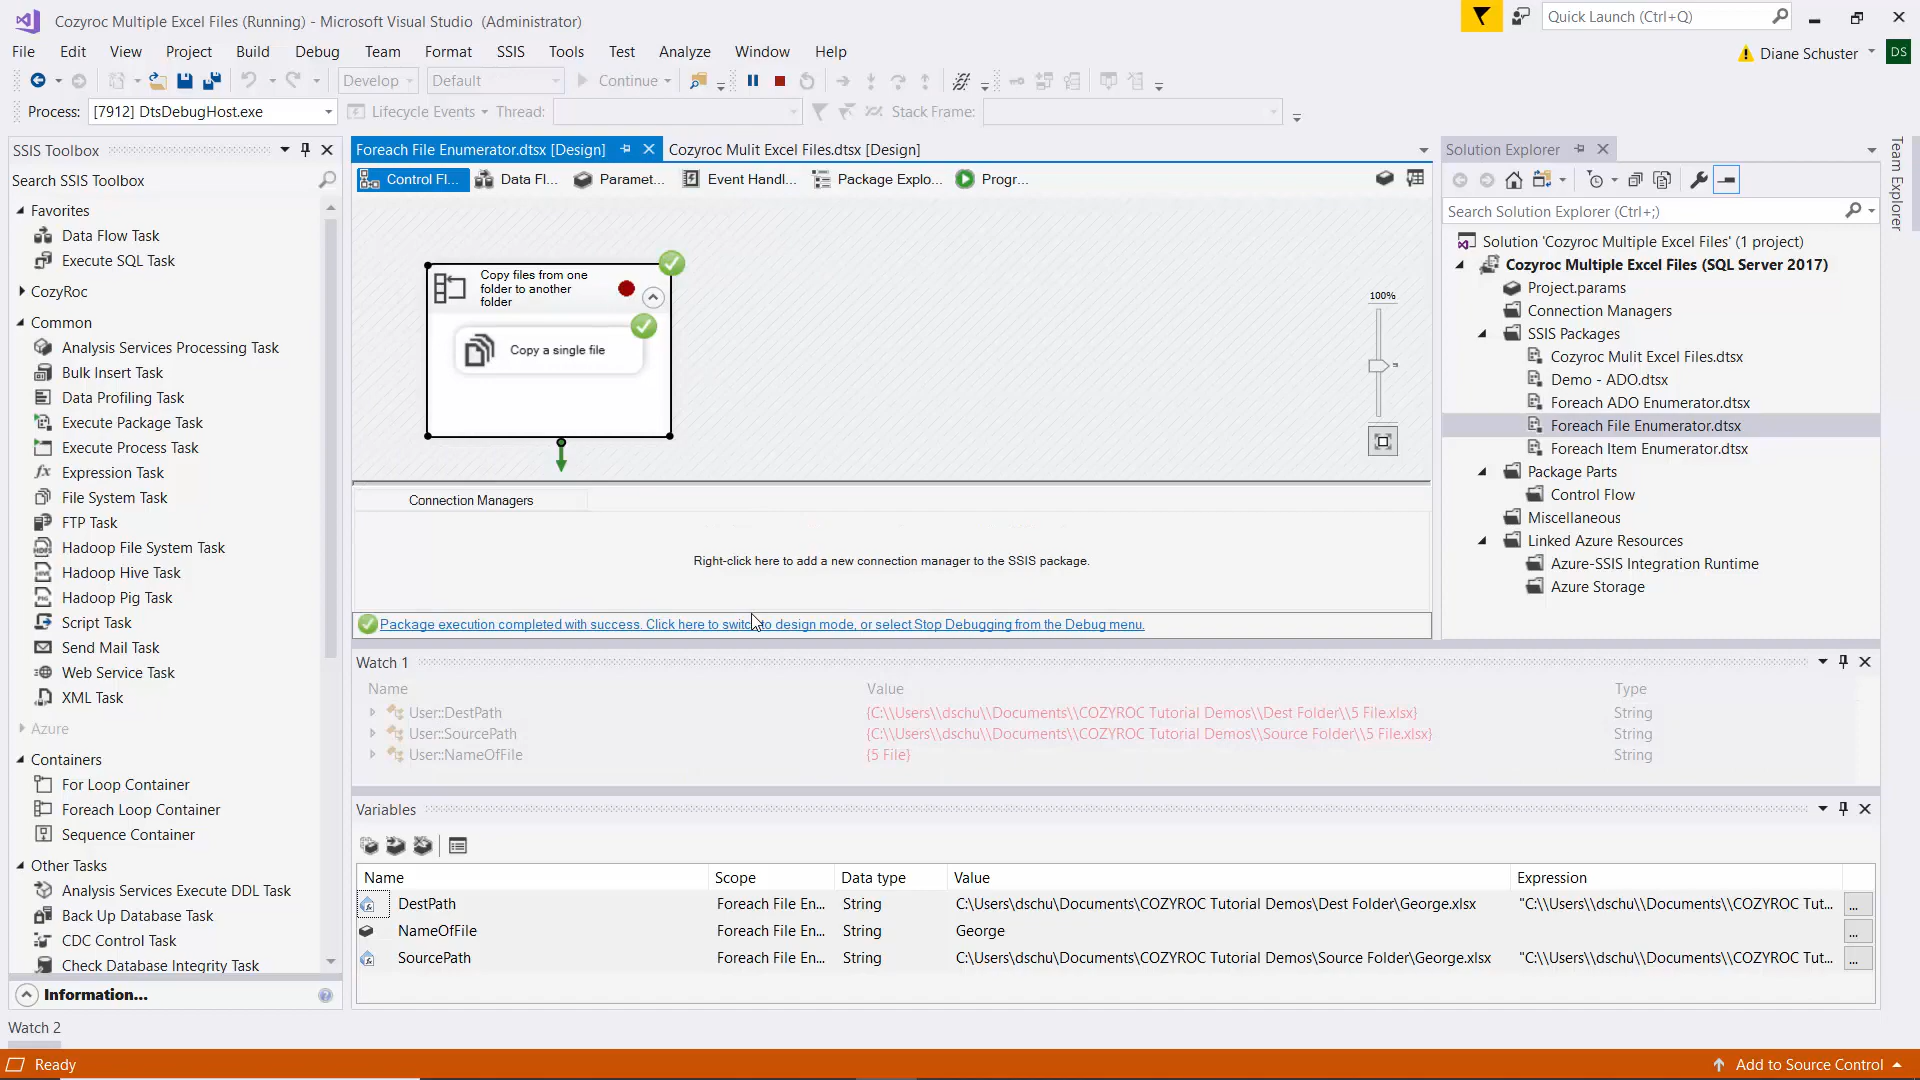 Cozyroc Multiple Excel Files (Running) - Microsoft Visual Studio (Administrator)
Quick Launch (Ctrl+Q)
File Edit View Project Build Debug Team Format SSIS Tools Test Analyze Window Help
Diane Schuster DS
Develop Default Continue
Process: [7912] DtsDebugHost.exe Lifecycle Events Thread: Stack Frame:
SSIS Toolbox
Search SSIS Toolbox
Favorites
Data Flow Task
Execute SQL Task
CozyRoc
Common
Analysis Services Processing Task
Bulk Insert Task
Data Profiling Task
Execute Package Task
Execute Process Task
Expression Task
File System Task
FTP Task
Hadoop File System Task
Hadoop Hive Task
Hadoop Pig Task
Script Task
Send Mail Task
Web Service Task
XML Task
Azure
Containers
For Loop Container
Foreach Loop Container
Sequence Container
Other Tasks
Analysis Services Execute DDL Task
Back Up Database Task
CDC Control Task
Check Database Integrity Task
Information...
Watch 2
Foreach File Enumerator.dtsx [Design] Cozyroc Mulit Excel Files.dtsx [Design]
Control Fl... Data Fl... Paramet... Event Handl... Package Explo... Progr...
Copy files from one
folder to another
folder
Copy a single file
100%
Connection Managers
Right-click here to add a new connection manager to the SSIS package.
Package execution completed with success. Click here to switch to design mode, or select Stop Debugging from the Debug menu.
Watch 1
Name Value Type
User::DestPath {C:\\Users\\dschu\\Documents\\COZYROC Tutorial Demos\\Dest Folder\\5 File.xlsx} String
User::SourcePath {C:\\Users\\dschu\\Documents\\COZYROC Tutorial Demos\\Source Folder\\5 File.xlsx} String
User::NameOfFile {5 File} String
Variables
Name Scope Data type Value Expression
DestPath Foreach File En... String C:\Users\dschu\Documents\COZYROC Tutorial Demos\Dest Folder\George.xlsx "C:\\Users\\dschu\\Documents\\COZYROC Tut... ...
NameOfFile Foreach File En... String George ...
SourcePath Foreach File En... String C:\Users\dschu\Documents\COZYROC Tutorial Demos\Source Folder\George.xlsx "C:\\Users\\dschu\\Documents\\COZYROC Tut... ...
Solution Explorer
Search Solution Explorer (Ctrl+;)
Solution 'Cozyroc Multiple Excel Files' (1 project)
Cozyroc Multiple Excel Files (SQL Server 2017)
Project.params
Connection Managers
SSIS Packages
Cozyroc Mulit Excel Files.dtsx
Demo - ADO.dtsx
Foreach ADO Enumerator.dtsx
Foreach File Enumerator.dtsx
Foreach Item Enumerator.dtsx
Package Parts
Control Flow
Miscellaneous
Linked Azure Resources
Azure-SSIS Integration Runtime
Azure Storage
Team Explorer
Ready
Add to Source Control